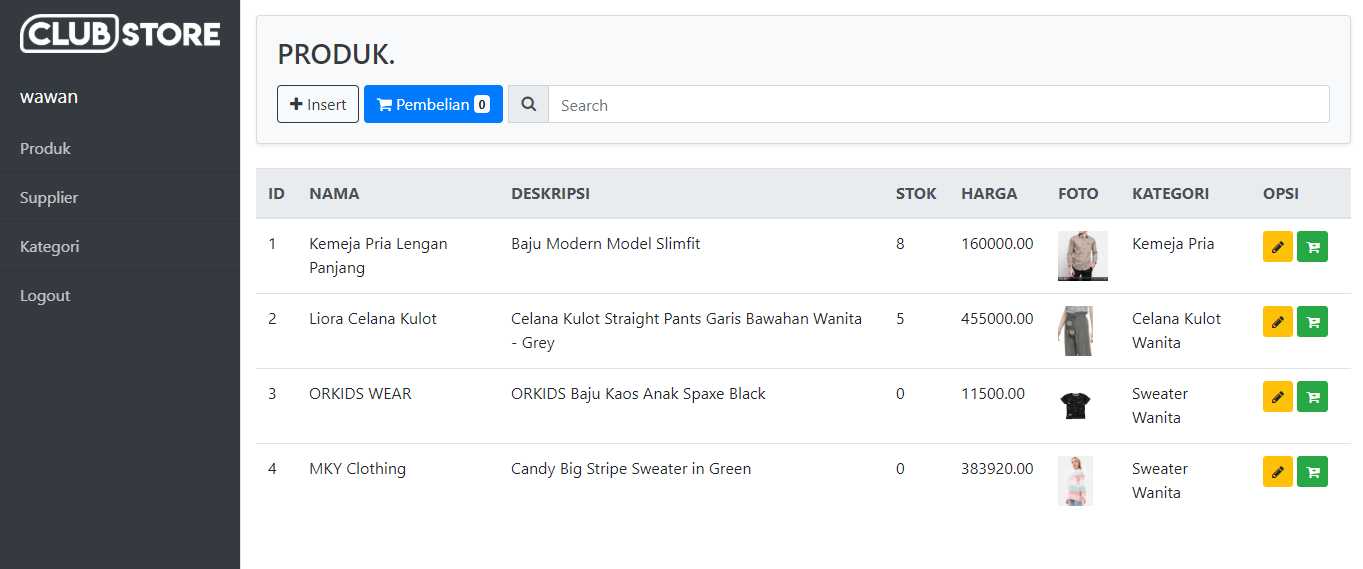 CLUB STORE
wawan
Produk
Supplier
Kategori
Logout
PRODUK.
Insert Pembelian 0 Search
ID NAMA DESKRIPSI STOK HARGA FOTO KATEGORI OPSI
1 Kemeja Pria Lengan Baju Modern Model Slimfit 8 160000.00 Kemeja Pria
Panjang
2 Liora Celana Kulot Celana Kulot Straight Pants Garis Bawahan Wanita 5 455000.00 Celana Kulot
- Grey Wanita
3 ORKIDS WEAR ORKIDS Baju Kaos Anak Spaxe Black 0 11500.00 Sweater
Wanita
4 MKY Clothing Candy Big Stripe Sweater in Green 0 383920.00 Sweater
Wanita